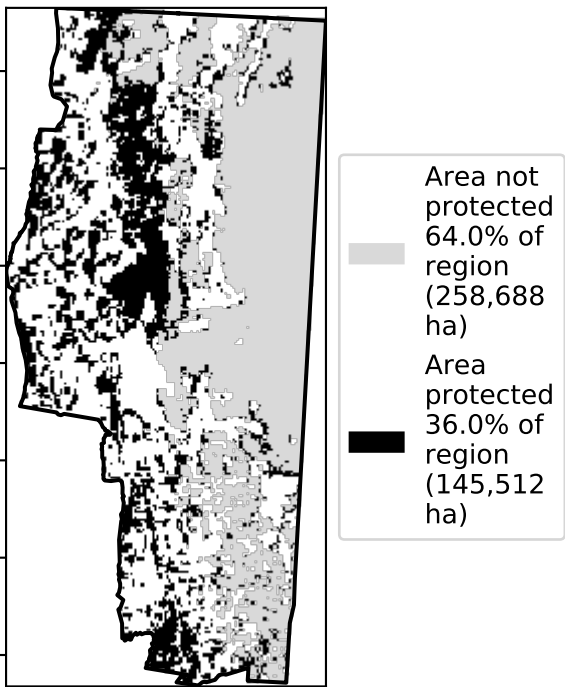 Area not
protected
64.0% of
region
(258,688
ha)
Area
protected
36.0% of
region
(145,512
ha)